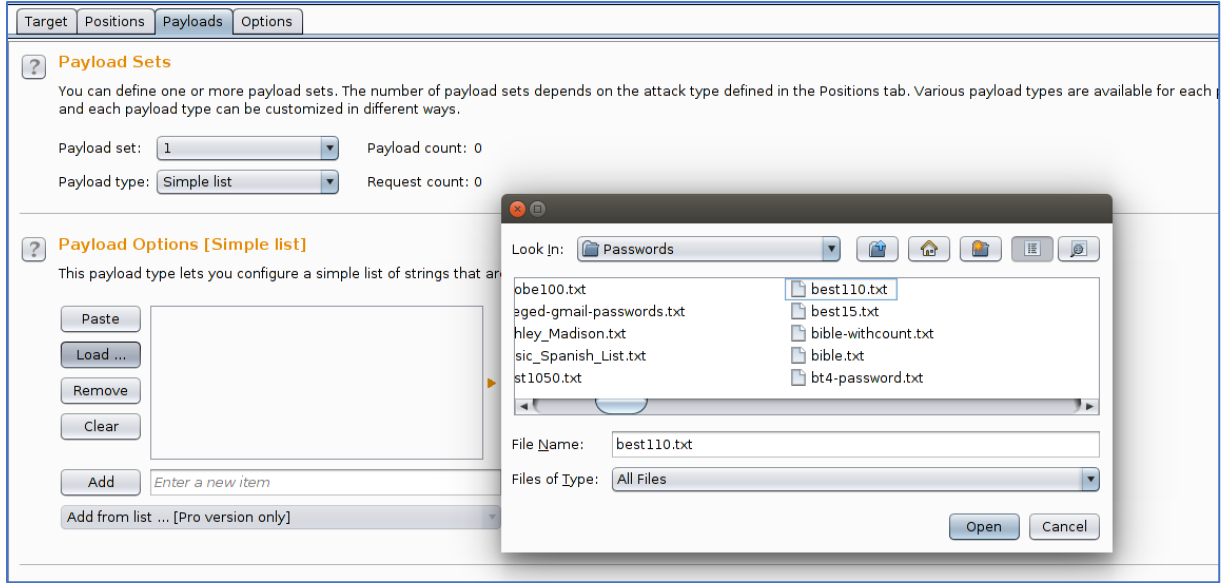 Target Positions Payloads Options
? Payload Sets
You can define one or more payload sets. The number of payload sets depends on the attack type defined in the Positions tab. Various payload types are available for each
and each payload type can be customized in different ways.
Payload set: 1 Payload count: 0
Payload type: Simple list Request count: 0
? Payload Options [Simple list]
This payload type lets you configure a simple list of strings that
Paste
Load ...
Remove
Clear
Add Enter a new item
Add from list ... [Pro version only]
Look In: Passwords
obe100.txt best110.txt
eged-gmail-passwords.txt best15.txt
hley_Madison.txt bible-withcount.txt
sic_Spanish_List.txt bible.txt
st1050.txt bt4-password.txt
File Name: best110.txt
Files of Type: All Files
Open Cancel